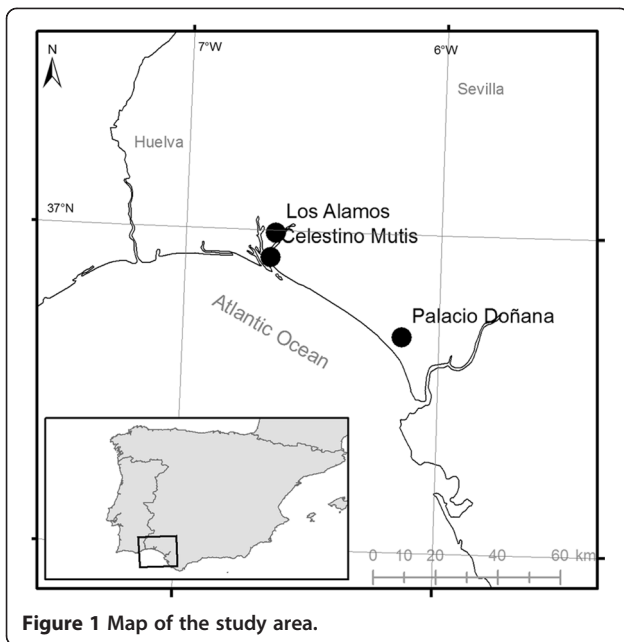 7°W
6°W
N
Sevilla
Huelva
37°N
Los Alamos
Celestino Mutis
Palacio Doñana
Atlantic Ocean
0 10 20 40 60 km
Figure 1 Map of the study area.